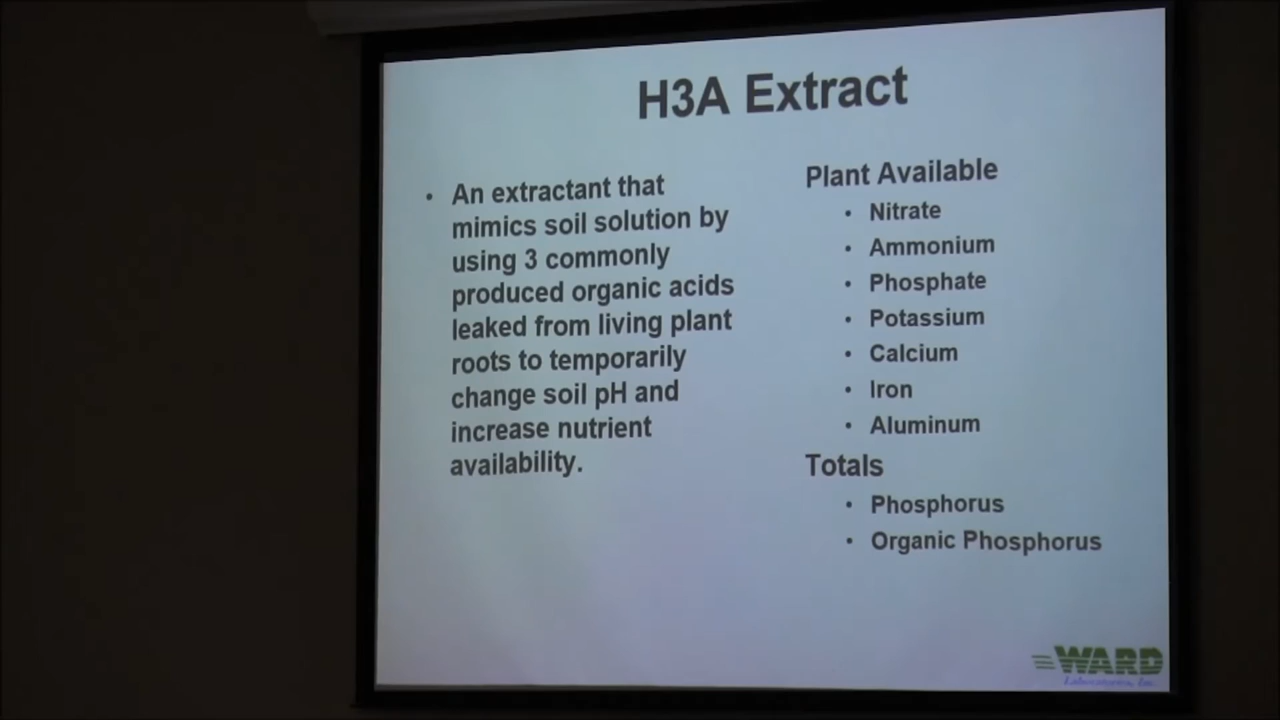 H3A Extract
• An extractant that
mimics soil solution by
using 3 commonly
produced organic acids
leaked from living plant
roots to temporarily
change soil pH and
increase nutrient
availability.
Plant Available
• Nitrate
• Ammonium
• Phosphate
• Potassium
• Calcium
• Iron
• Aluminum
Totals
• Phosphorus
• Organic Phosphorus
WARD
Laboratories Inc.